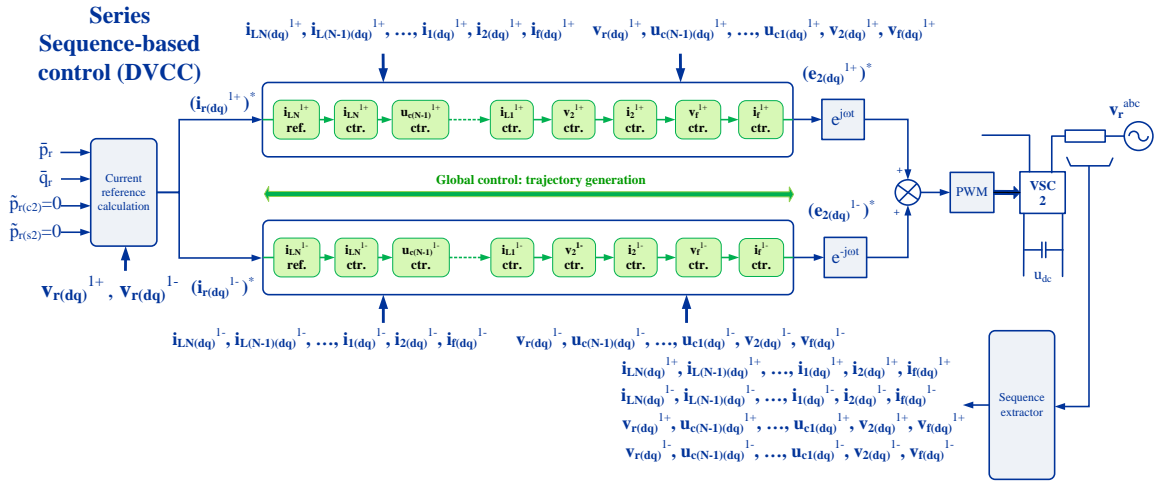 Series
Sequence-based
control (DVCC)
i_LN(dq)^1+, i_L(N-1)(dq)^1+, …, i_1(dq)^1+, i_2(dq)^1+, i_f(dq)^1+
v_r(dq)^1+, u_c(N-1)(dq)^1+, …, u_c1(dq)^1+, v_2(dq)^1+, v_f(dq)^1+
(i_r(dq)^1+)*
i_LN^1+ ref.
i_LN^1+ ctr.
u_c(N-1)^1+ ctr.
i_L1^1+ ctr.
v_2^1+ ctr.
i_2^1+ ctr.
v_f^1+ ctr.
i_f^1+ ctr.
(e_2(dq)^1+)*
e^jωt
v_r^abc
p̄_r
q̄_r
p̃_r(c2)=0
p̃_r(s2)=0
Current
reference
calculation
Global control: trajectory generation
+
+
PWM
VSC
2
u_dc
(e_2(dq)^1-)*
e^-jωt
i_LN^1- ref.
i_LN^1- ctr.
u_c(N-1)^1- ctr.
i_L1^1- ctr.
v_2^1- ctr.
i_2^1- ctr.
v_f^1- ctr.
i_f^1- ctr.
v_r(dq)^1+, v_r(dq)^1-
(i_r(dq)^1-)*
i_LN(dq)^1-, i_L(N-1)(dq)^1-, …, i_1(dq)^1-, i_2(dq)^1-, i_f(dq)^1-
v_r(dq)^1-, u_c(N-1)(dq)^1-, …, u_c1(dq)^1-, v_2(dq)^1-, v_f(dq)^1-
i_LN(dq)^1+, i_L(N-1)(dq)^1+, …, i_1(dq)^1+, i_2(dq)^1+, i_f(dq)^1+
i_LN(dq)^1-, i_L(N-1)(dq)^1-, …, i_1(dq)^1-, i_2(dq)^1-, i_f(dq)^1-
v_r(dq)^1+, u_c(N-1)(dq)^1+, …, u_c1(dq)^1+, v_2(dq)^1+, v_f(dq)^1+
v_r(dq)^1-, u_c(N-1)(dq)^1-, …, u_c1(dq)^1-, v_2(dq)^1-, v_f(dq)^1-
Sequence
extractor